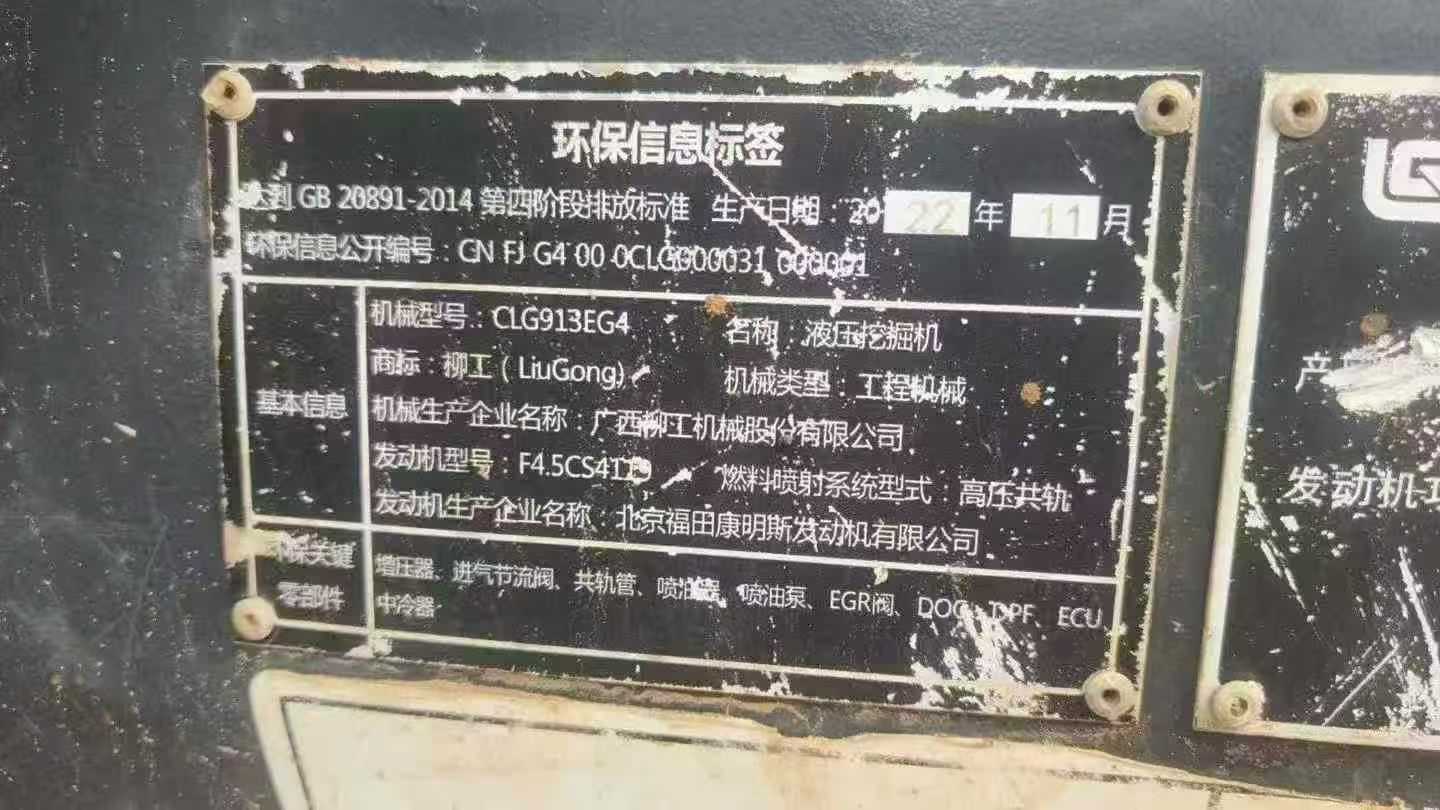 环保信息标签
达到 GB 20891-2014 第四阶段排放标准 生产日期：20 22 年 11 月
环保信息公开编号：CN FJ G4 00 0CLG000031 000001
基本信息
机械型号：CLG913EG4 名称：液压挖掘机
商标：柳工（LiuGong） 机械类型：工程机械
机械生产企业名称：广西柳工机械股份有限公司
发动机型号：F4.5CS4119 燃料喷射系统型式：高压共轨
发动机生产企业名称：北京福田康明斯发动机有限公司
环保关键
零部件
增压器、进气节流阀、共轨管、喷油器、喷油泵、EGR阀、DOC、DPF、ECU、
中冷器
产
发动机